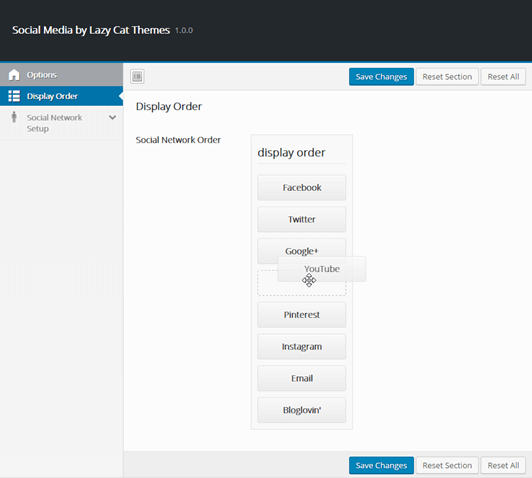 Social Media by Lazy Cat Themes 1.0.0
Options
Display Order
Social Network
Setup
Save Changes
Reset Section
Reset All
Display Order
Social Network Order
display order
Facebook
Twitter
Google+
YouTube
Pinterest
Instagram
Email
Bloglovin'
Save Changes
Reset Section
Reset All